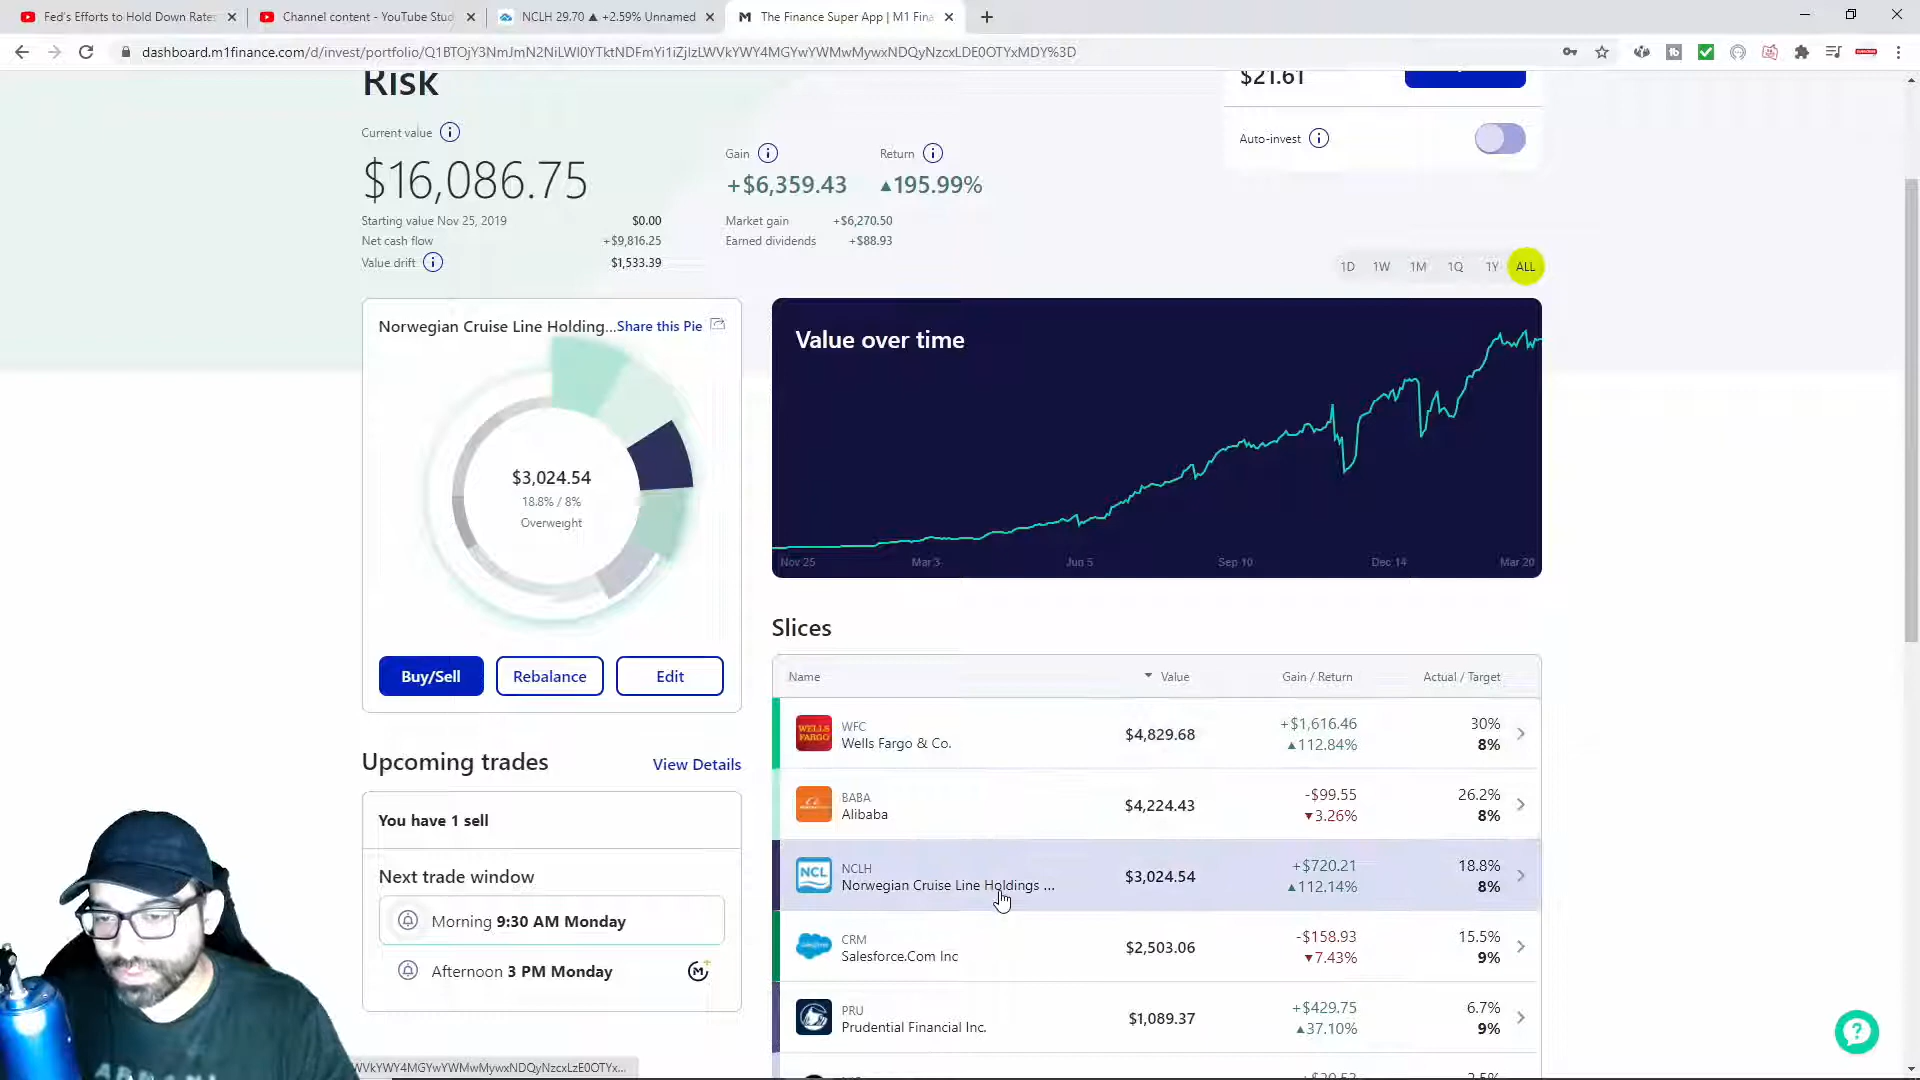 Fed's Efforts to Hold Down Rates
Channel content - YouTube Stud
NCLH 29.70 ▲ +2.59% Unnamed
The Finance Super App | M1 Fina
dashboard.m1finance.com/d/invest/portfolio/Q1BTOjY3NmJmN2NiLWI0YTktNDFmYi1iZjIzLWVkYWY4MGYwYWMwMywxNDQyNzcxLDE0OTYxMDY%3D
Risk
$21.61
Current value
$16,086.75
Gain
+$6,359.43
Return
▲195.99%
Auto-invest
Starting value Nov 25, 2019 $0.00
Net cash flow +$9,816.25
Value drift $1,533.39
Market gain +$6,270.50
Earned dividends +$88.93
1D 1W 1M 1Q 1Y ALL
Norwegian Cruise Line Holding... Share this Pie
$3,024.54
18.8% / 8%
Overweight
Buy/Sell Rebalance Edit
Value over time
Nov 25 Mar 3 Jun 5 Sep 10 Dec 14 Mar 20
Upcoming trades View Details
You have 1 sell
Next trade window
Morning 9:30 AM Monday
Afternoon 3 PM Monday
Slices
Name Value Gain / Return Actual / Target
WELLS
FARGO
WFC
Wells Fargo & Co.
$4,829.68
+$1,616.46
▲112.84%
30%
8%
BABA
Alibaba
$4,224.43
-$99.55
▼3.26%
26.2%
8%
NCL
NCLH
Norwegian Cruise Line Holdings ...
$3,024.54
+$720.21
▲112.14%
18.8%
8%
CRM
Salesforce.Com Inc
$2,503.06
-$158.93
▼7.43%
15.5%
9%
PRU
Prudential Financial Inc.
$1,089.37
+$429.75
▲37.10%
6.7%
9%